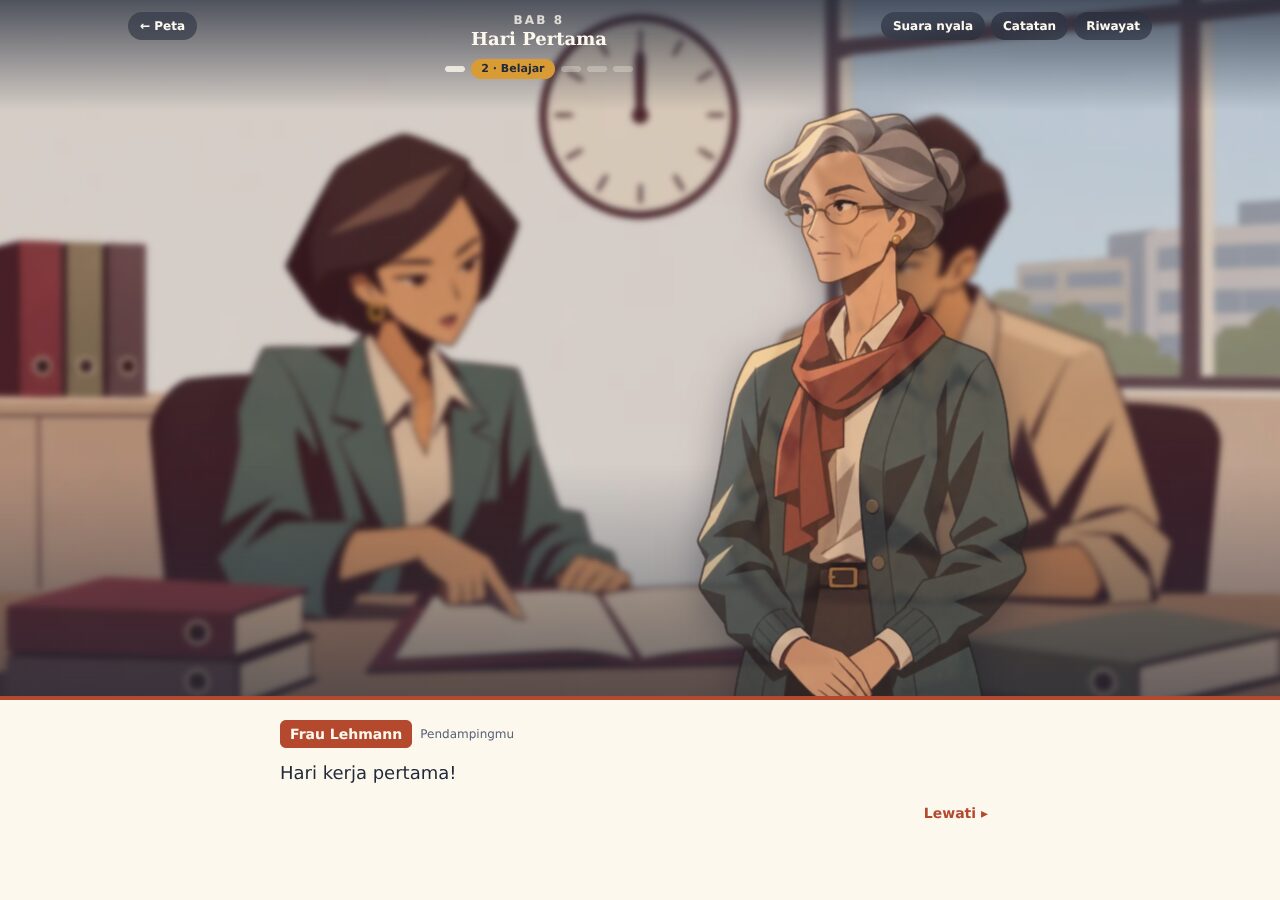 ← Peta
BAB 8
Hari Pertama
2 · Belajar
Suara nyala
Catatan
Riwayat
Frau Lehmann
Pendampingmu
Hari kerja pertama!
Lewati ▸